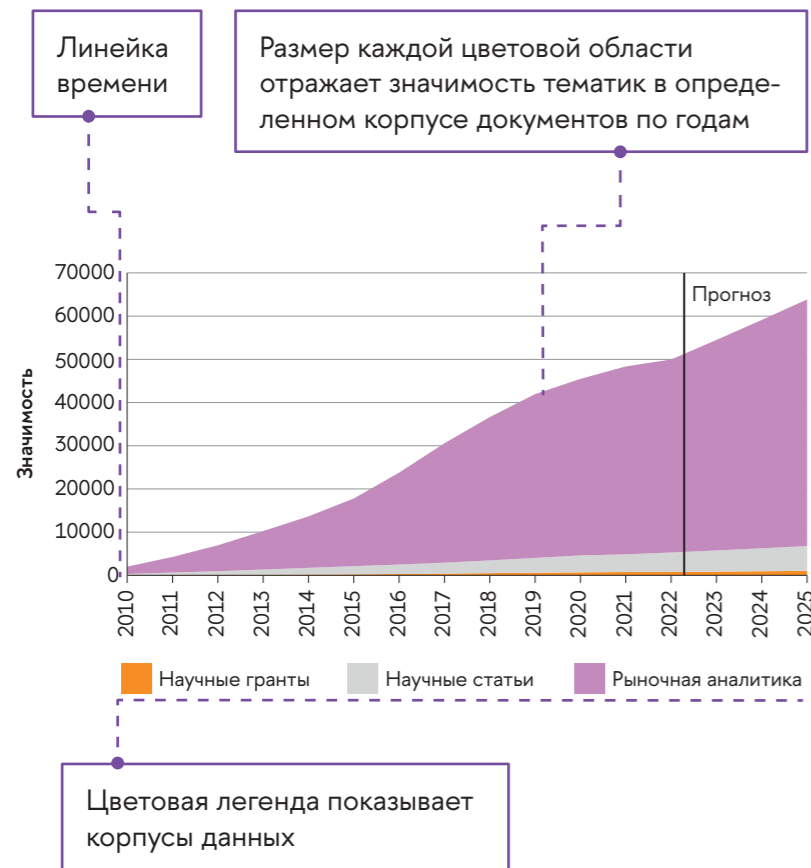 Линейка
времени
Размер каждой цветовой области
отражает значимость тематик в опреде-
ленном корпусе документов по годам
Значимость
70000
60000
50000
40000
30000
20000
10000
0
Прогноз
2010
2011
2012
2013
2014
2015
2016
2017
2018
2019
2020
2021
2022
2023
2024
2025
Научные гранты
Научные статьи
Рыночная аналитика
Цветовая легенда показывает
корпусы данных